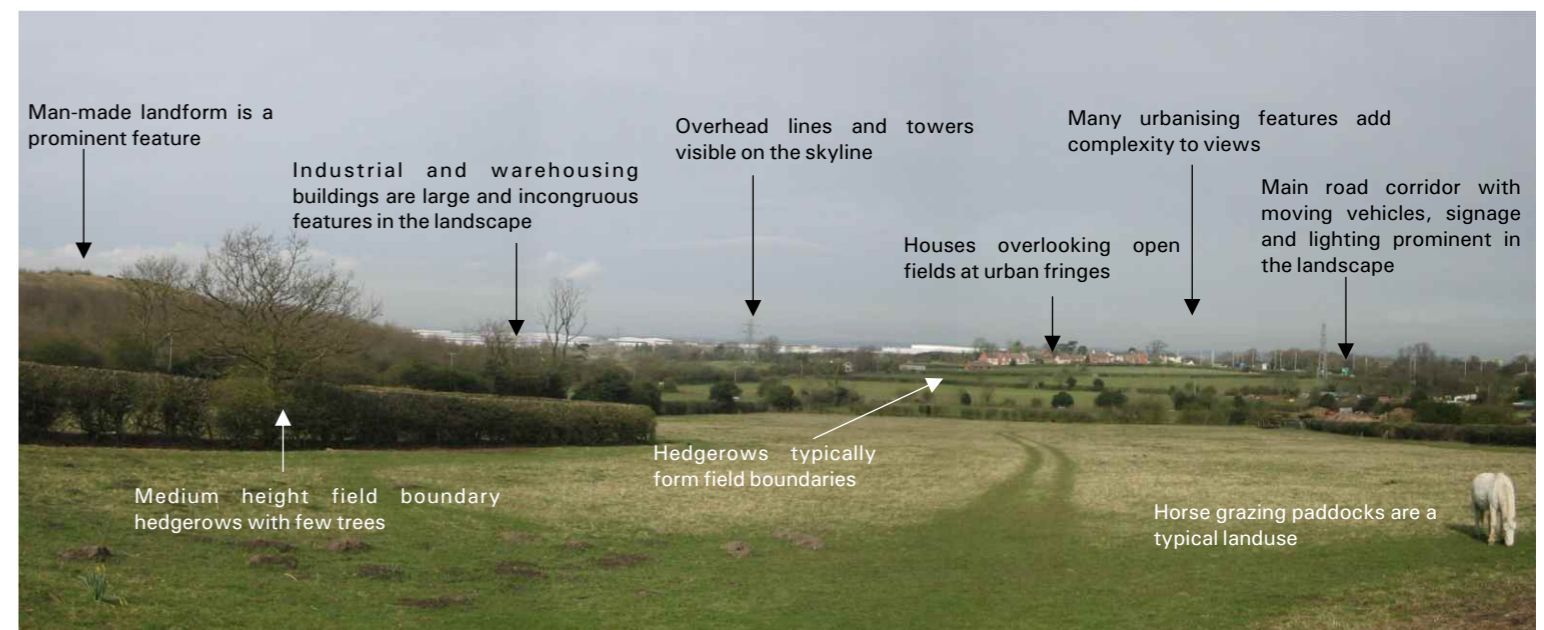 Man-made landform is a
prominent feature
Industrial and warehousing
buildings are large and incongruous
features in the landscape
Overhead lines and towers
visible on the skyline
Many urbanising features add
complexity to views
Main road corridor with
moving vehicles, signage
and lighting prominent in
the landscape
Houses overlooking open
fields at urban fringes
Hedgerows typically
form field boundaries
Medium height field boundary
hedgerows with few trees
Horse grazing paddocks are a
typical landuse